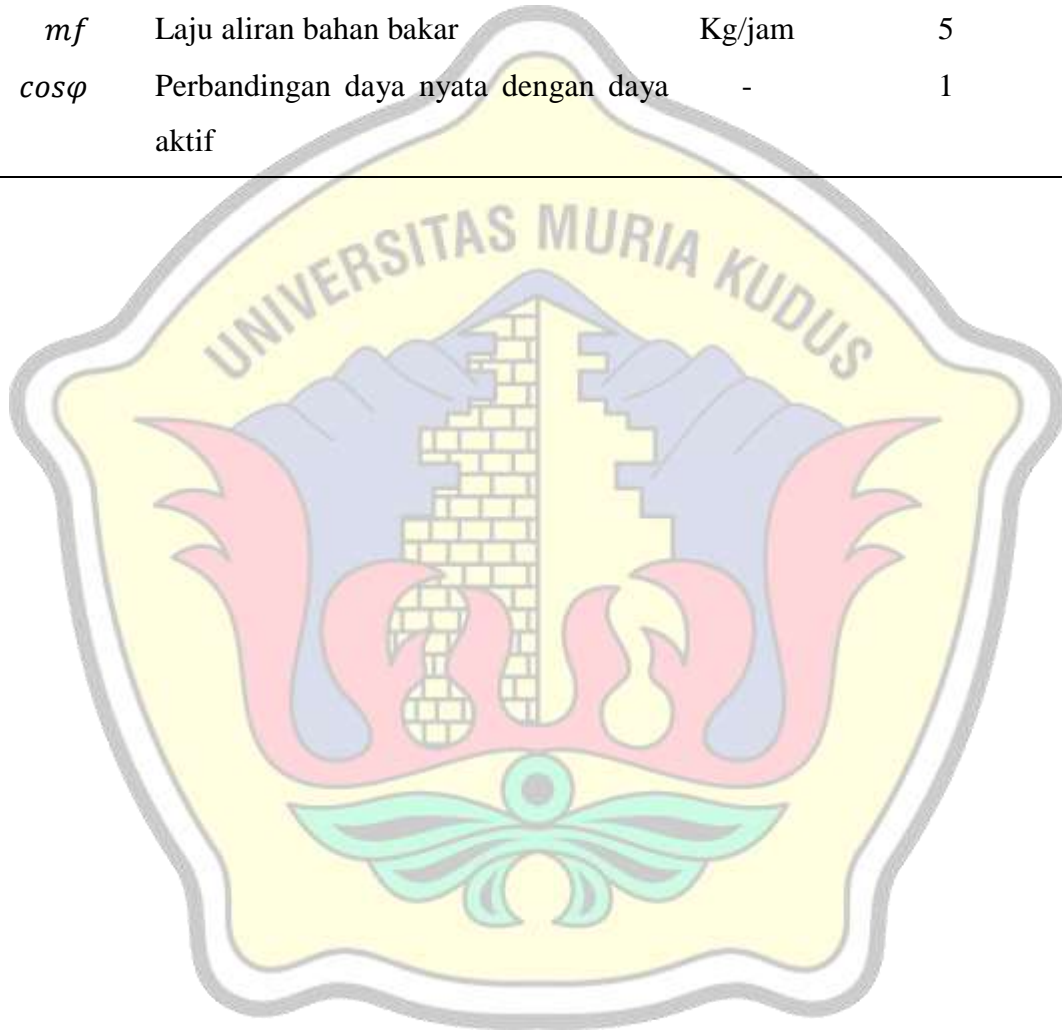 mf Laju aliran bahan bakar Kg/jam 5
cosφ Perbandingan daya nyata dengan daya - 1
aktif
UNIVERSITAS MURIA KUDUS